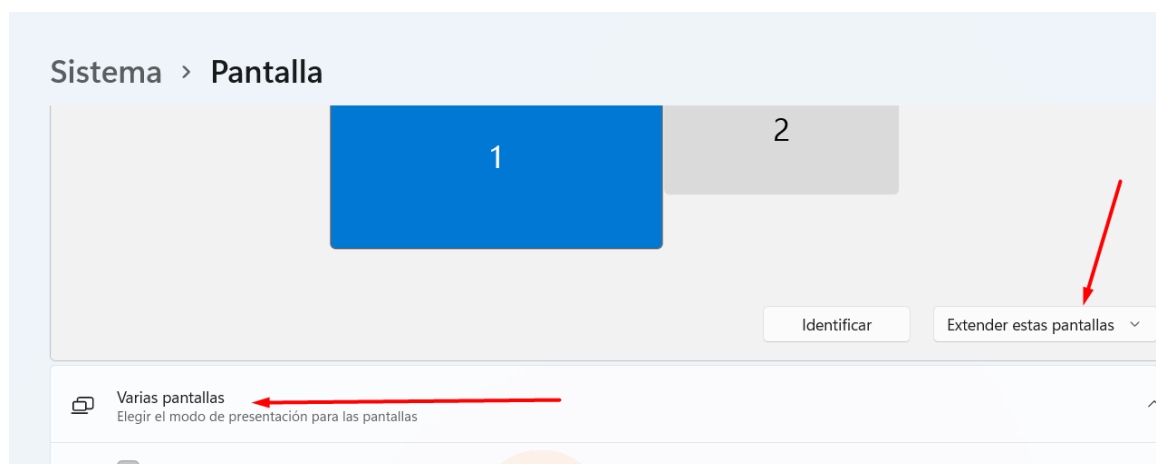 Sistema > Pantalla
1
2
Identificar
Extender estas pantallas
Varias pantallas
Elegir el modo de presentación para las pantallas